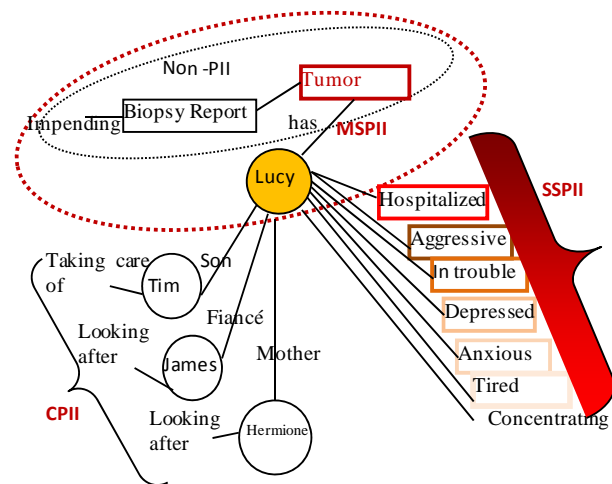 Non -PII
Tumor
Impending
Biopsy Report
has
MSPII
Lucy
SSPII
Hospitalized
Aggressive
In trouble
Depressed
Anxious
Tired
Concentrating
Taking care
of
Tim
Son
Looking
after
James
Fiancé
Mother
CPII
Looking
after
Hermione